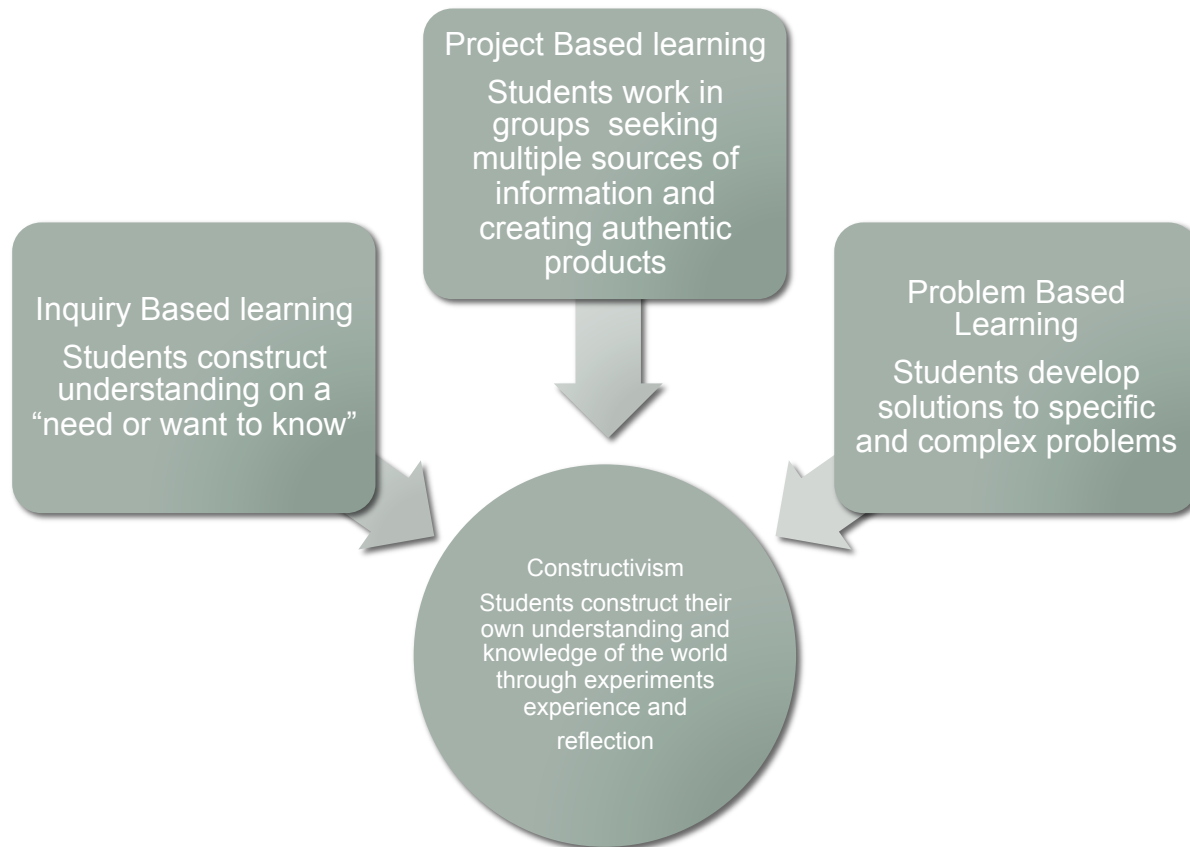 Project Based learning
Students work in
groups seeking
multiple sources of
information and
creating authentic
products
Inquiry Based learning
Students construct
understanding on a
“need or want to know”
Problem Based
Learning
Students develop
solutions to specific
and complex problems
Constructivism
Students construct their
own understanding and
knowledge of the world
through experiments
experience and
reflection